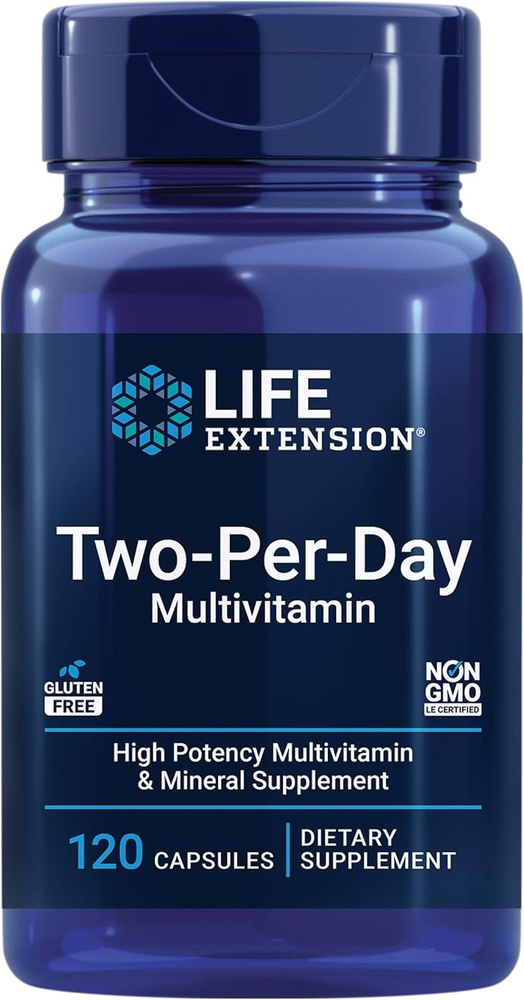 LIFE
EXTENSION®
Two-Per-Day
Multivitamin
GLUTEN
FREE
NON
GMO
LE CERTIFIED
High Potency Multivitamin
& Mineral Supplement
120 CAPSULES
DIETARY
SUPPLEMENT